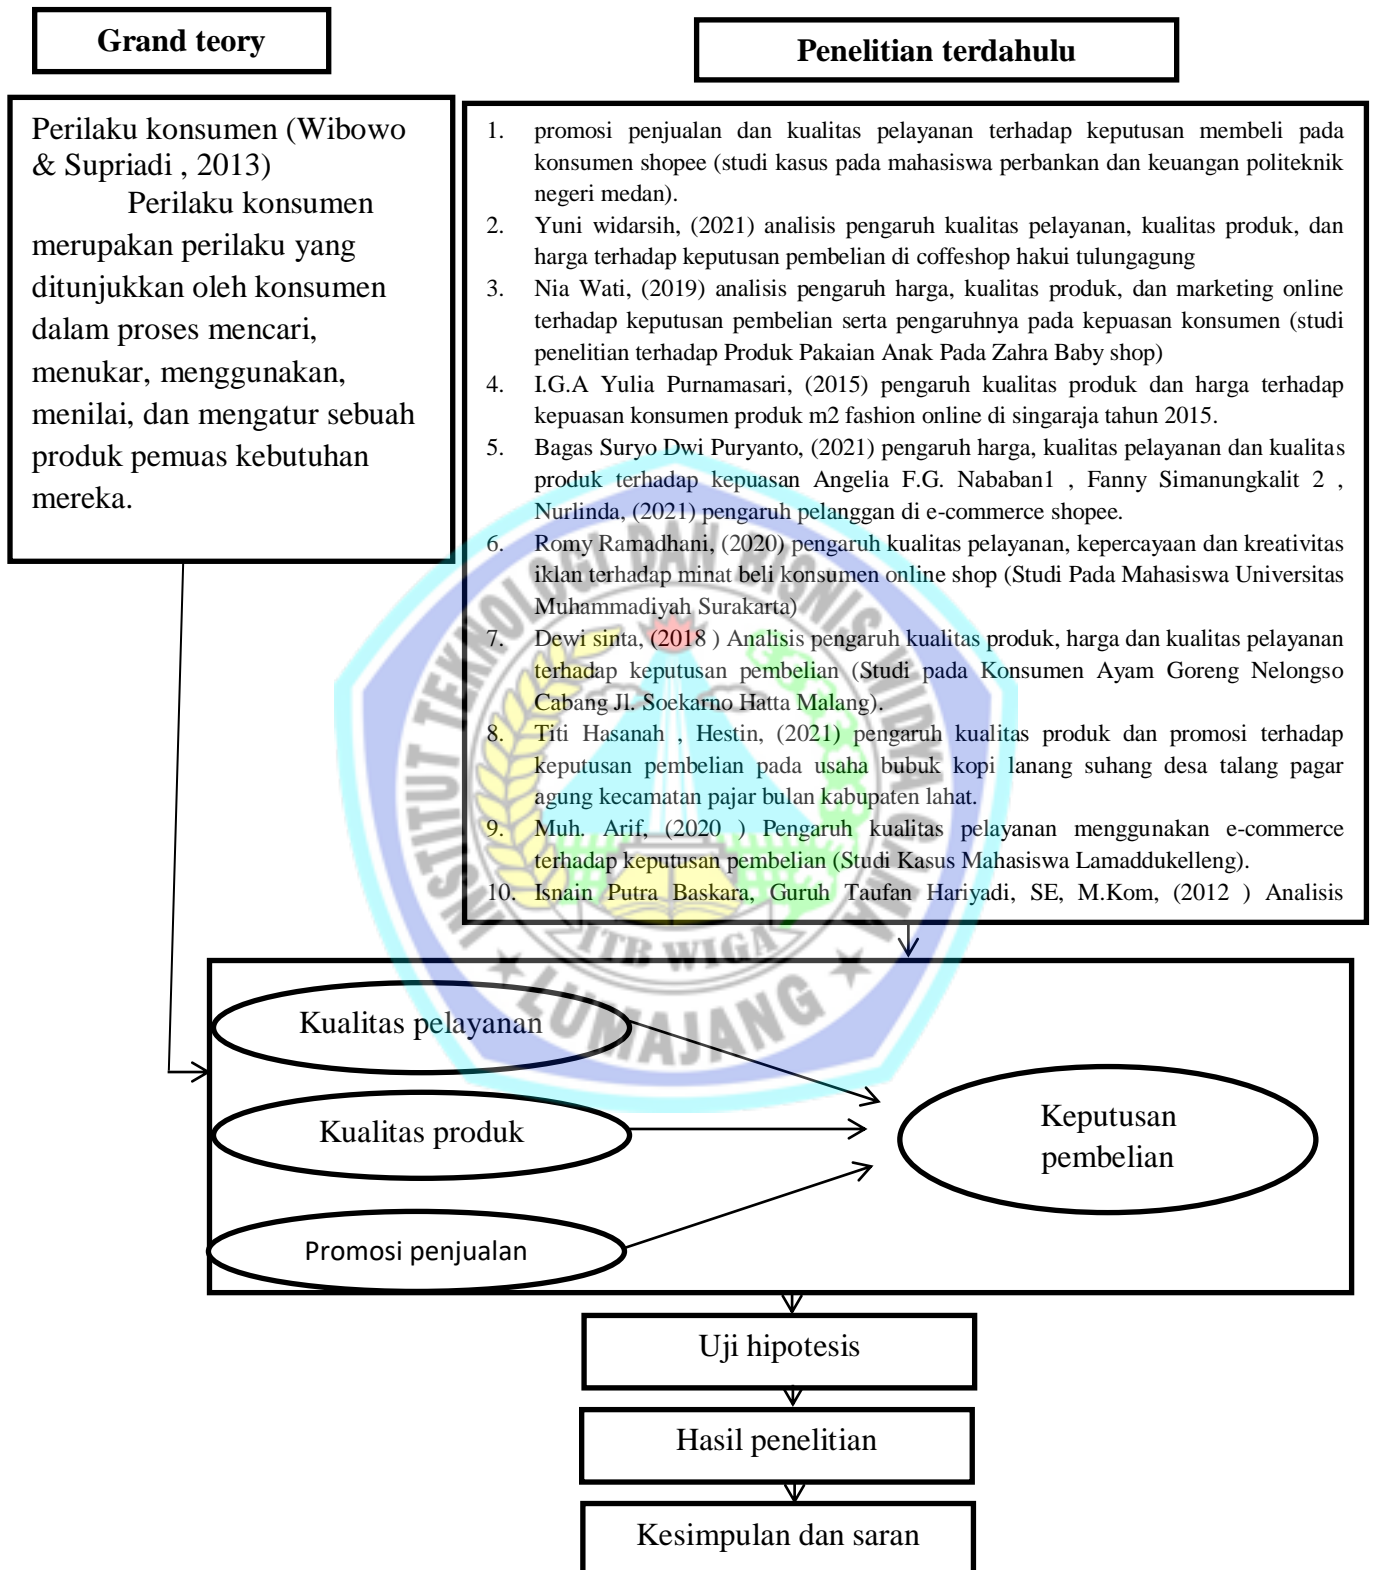 Grand teory
Penelitian terdahulu
Perilaku konsumen (Wibowo
& Supriadi , 2013)
Perilaku konsumen
merupakan perilaku yang
ditunjukkan oleh konsumen
dalam proses mencari,
menukar, menggunakan,
menilai, dan mengatur sebuah
produk pemuas kebutuhan
mereka.
1. promosi penjualan dan kualitas pelayanan terhadap keputusan membeli pada
konsumen shopee (studi kasus pada mahasiswa perbankan dan keuangan politeknik
negeri medan).
2. Yuni widarsih, (2021) analisis pengaruh kualitas pelayanan, kualitas produk, dan
harga terhadap keputusan pembelian di coffeshop hakui tulungagung
3. Nia Wati, (2019) analisis pengaruh harga, kualitas produk, dan marketing online
terhadap keputusan pembelian serta pengaruhnya pada kepuasan konsumen (studi
penelitian terhadap Produk Pakaian Anak Pada Zahra Baby shop)
4. I.G.A Yulia Purnamasari, (2015) pengaruh kualitas produk dan harga terhadap
kepuasan konsumen produk m2 fashion online di singaraja tahun 2015.
5. Bagas Suryo Dwi Puryanto, (2021) pengaruh harga, kualitas pelayanan dan kualitas
produk terhadap kepuasan Angelia F.G. Nababan1 , Fanny Simanungkalit 2 ,
Nurlinda, (2021) pengaruh pelanggan di e-commerce shopee.
6. Romy Ramadhani, (2020) pengaruh kualitas pelayanan, kepercayaan dan kreativitas
iklan terhadap minat beli konsumen online shop (Studi Pada Mahasiswa Universitas
Muhammadiyah Surakarta)
7. Dewi sinta, (2018 ) Analisis pengaruh kualitas produk, harga dan kualitas pelayanan
terhadap keputusan pembelian (Studi pada Konsumen Ayam Goreng Nelongso
Cabang Jl. Soekarno Hatta Malang).
8. Titi Hasanah , Hestin, (2021) pengaruh kualitas produk dan promosi terhadap
keputusan pembelian pada usaha bubuk kopi lanang suhang desa talang pagar
agung kecamatan pajar bulan kabupaten lahat.
9. Muh. Arif, (2020 ) Pengaruh kualitas pelayanan menggunakan e-commerce
terhadap keputusan pembelian (Studi Kasus Mahasiswa Lamaddukelleng).
10. Isnain Putra Baskara, Guruh Taufan Hariyadi, SE, M.Kom, (2012 ) Analisis
INSTITUT TEKNOLOGI DAN BISNIS WIDYA GAMA
ITB WIGA
LUMAJANG
Kualitas pelayanan
Kualitas produk
Promosi penjualan
Keputusan
pembelian
Uji hipotesis
Hasil penelitian
Kesimpulan dan saran